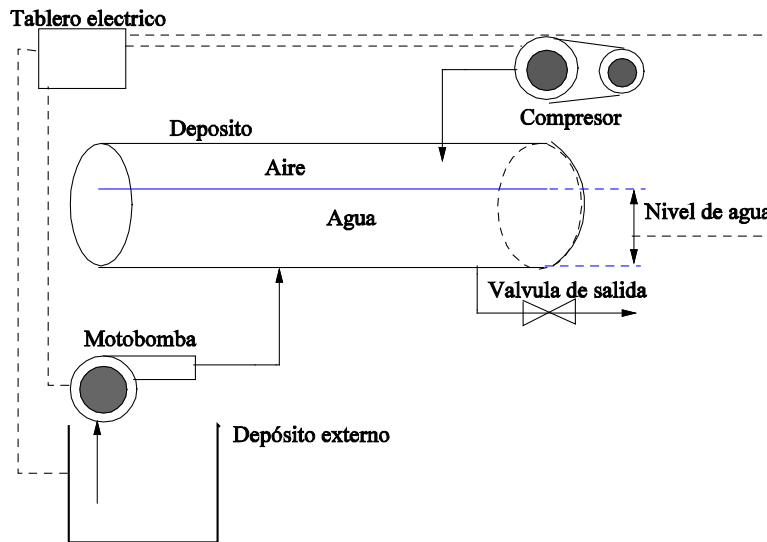 Tablero electrico
Compresor
Deposito
Aire
Agua
Nivel de agua
Valvula de salida
Motobomba
Depósito externo